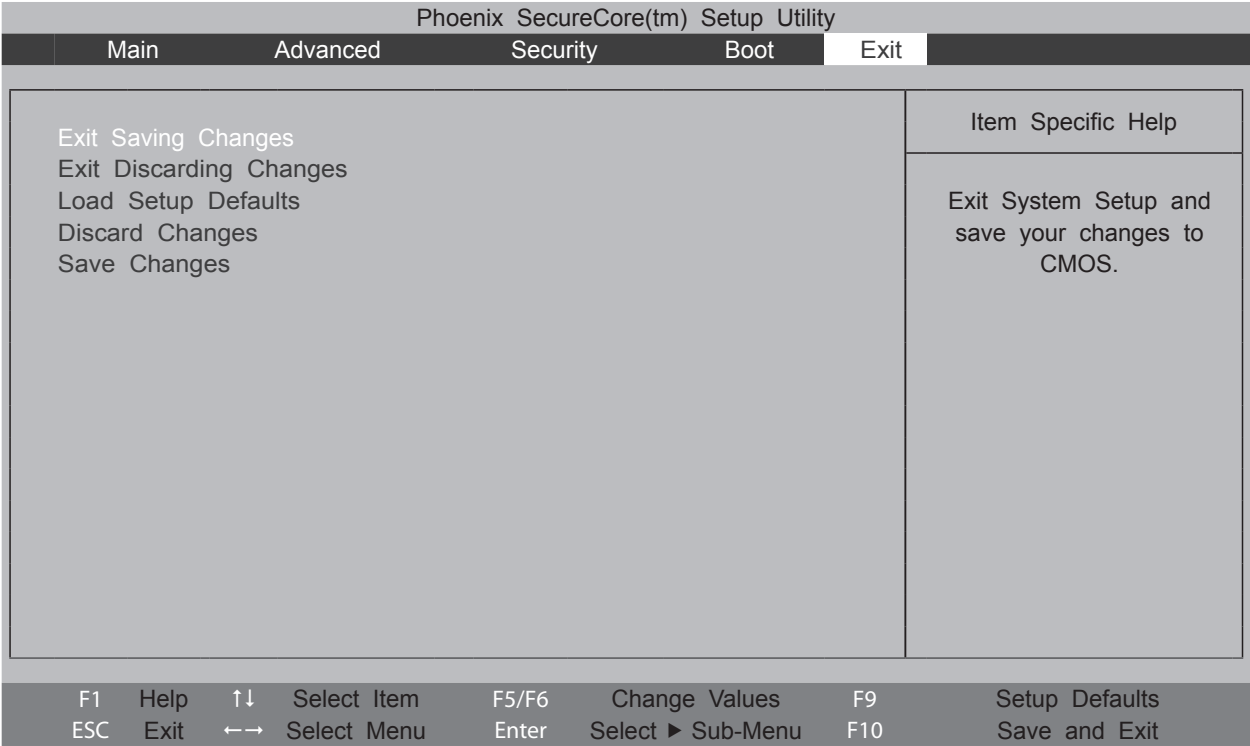 Phoenix SecureCore(tm) Setup Utility
Main Advanced Security Boot Exit
Exit Saving Changes
Exit Discarding Changes
Load Setup Defaults
Discard Changes
Save Changes
Item Specific Help
Exit System Setup and
save your changes to
CMOS.
F1 Help ↑↓ Select Item F5/F6 Change Values F9 Setup Defaults
ESC Exit ←→ Select Menu Enter Select ▶ Sub-Menu F10 Save and Exit